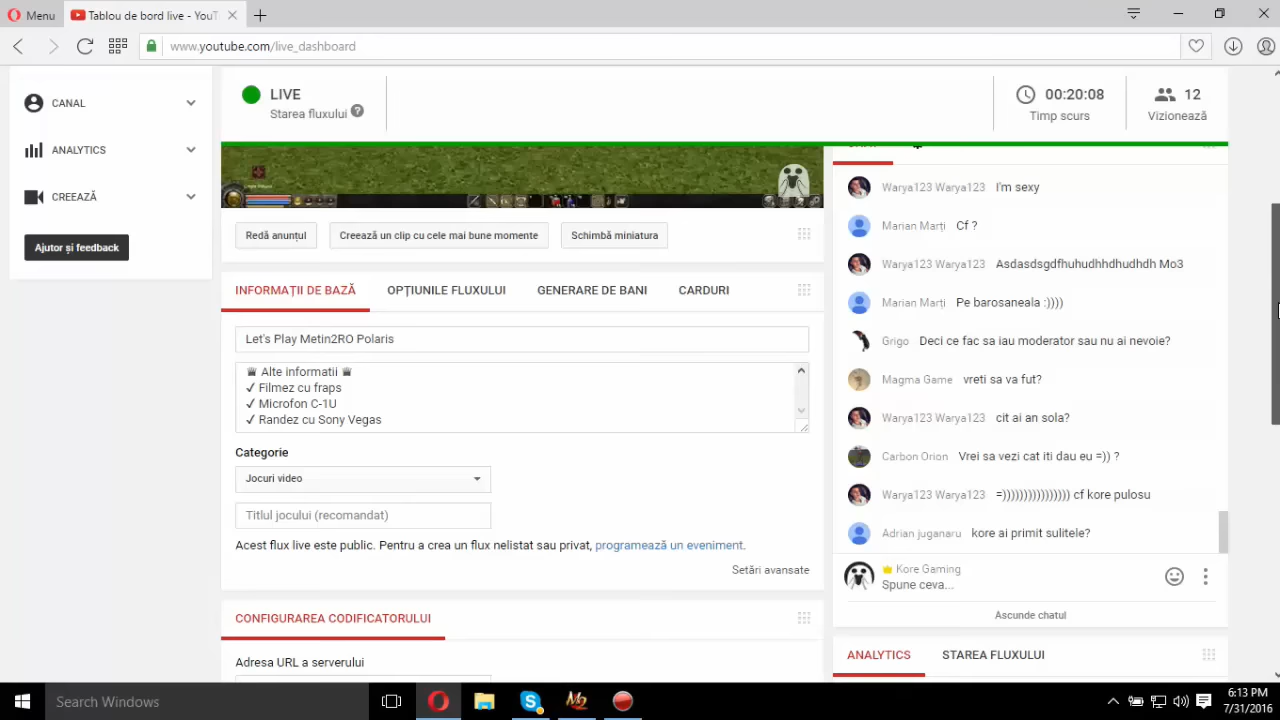 Menu
Tablou de bord live - YouT
www.youtube.com/live_dashboard
CANAL
ANALYTICS
CREEAZĂ
Ajutor și feedback
LIVE
Starea fluxului ?
00:20:08
Timp scurs
12
Vizionează
Redă anunțul
Creează un clip cu cele mai bune momente
Schimbă miniatura
INFORMAȚII DE BAZĂ
OPȚIUNILE FLUXULUI
GENERARE DE BANI
CARDURI
Let's Play Metin2RO Polaris
♛ Alte informatii ♛
✓ Filmez cu fraps
✓ Microfon C-1U
✓ Randez cu Sony Vegas
Categorie
Jocuri video
Titlul jocului (recomandat)
Acest flux live este public. Pentru a crea un flux nelistat sau privat, programează un eveniment.
Setări avansate
CONFIGURAREA CODIFICATORULUI
Adresa URL a serverului
Warya123 Warya123 I'm sexy
Marian Marți Cf ?
Warya123 Warya123 Asdasdsgdfhuhudhhdhudhdh Mo3
Marian Marți Pe barosaneala :))))
Grigo Deci ce fac sa iau moderator sau nu ai nevoie?
Magma Game vreti sa va fut?
Warya123 Warya123 cit ai an sola?
Carbon Orion Vrei sa vezi cat iti dau eu =)) ?
Warya123 Warya123 =)))))))))))))))) cf kore pulosu
Adrian juganaru kore ai primit sulitele?
Kore Gaming
Spune ceva...
Ascunde chatul
ANALYTICS
STAREA FLUXULUI
Search Windows
6:13 PM
7/31/2016